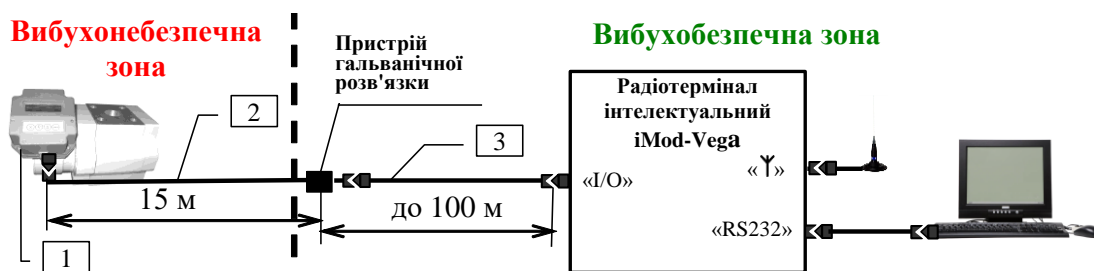 Вибухонебезпечна
зона
Вибухобезпечна зона
Пристрій
гальванічної
розв'язки
Радіотермінал
інтелектуальний
iMod-Vega
2
3
«I/O»
«Y»
15 м
до 100 м
«RS232»
1